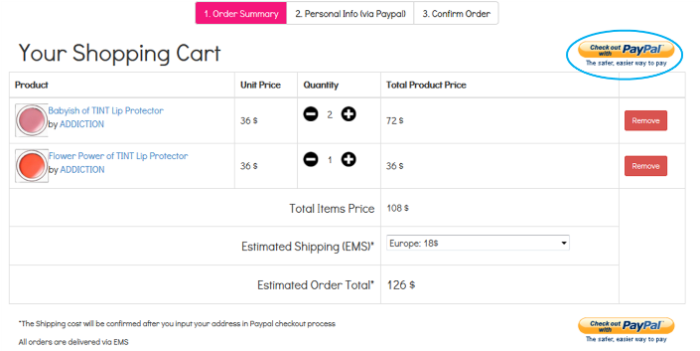 1. Order Summary 2. Personal Info (via Paypal) 3. Confirm Order
Your Shopping Cart
Check out with PayPal
The safer, easier way to pay
Product Unit Price Quantity Total Product Price
Babyish of TINT Lip Protector
by ADDICTION
36 $ 2 72 $ Remove
Flower Power of TINT Lip Protector
by ADDICTION
36 $ 1 36 $ Remove
Total Items Price 108 $
Estimated Shipping (EMS)* Europe: 18$
Estimated Order Total* 126 $
*The Shipping cost will be confirmed after you input your address in Paypal checkout process
All orders are delivered via EMS
Check out with PayPal
The safer, easier way to pay